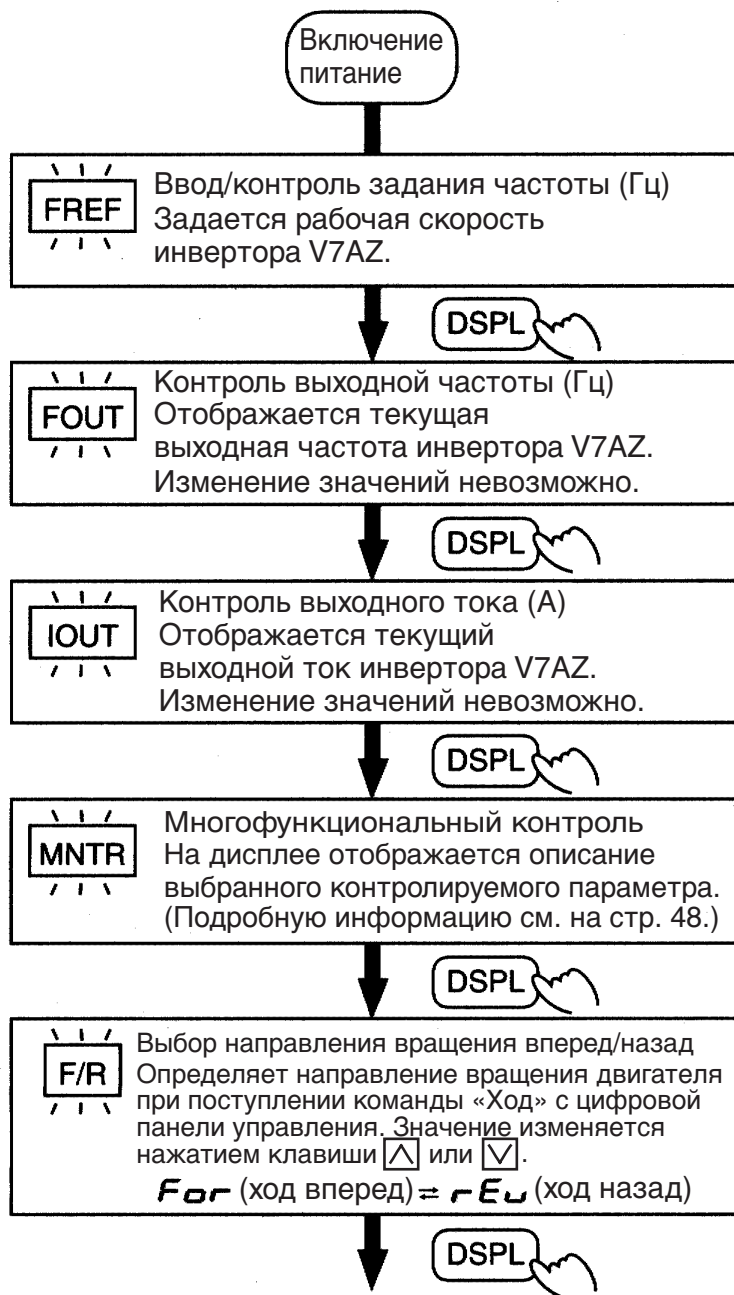 Включение
питание
FREF
Ввод/контроль задания частоты (Гц)
Задается рабочая скорость
инвертора V7AZ.
DSPL
FOUT
Контроль выходной частоты (Гц)
Отображается текущая
выходная частота инвертора V7AZ.
Изменение значений невозможно.
DSPL
IOUT
Контроль выходного тока (А)
Отображается текущий
выходной ток инвертора V7AZ.
Изменение значений невозможно.
DSPL
MNTR
Многофункциональный контроль
На дисплее отображается описание
выбранного контролируемого параметра.
(Подробную информацию см. на стр. 48.)
DSPL
F/R
Выбор направления вращения вперед/назад
Определяет направление вращения двигателя
при поступлении команды «Ход» с цифровой
панели управления. Значение изменяется
нажатием клавиши или .
For (ход вперед) ⇄ rEu (ход назад)
DSPL